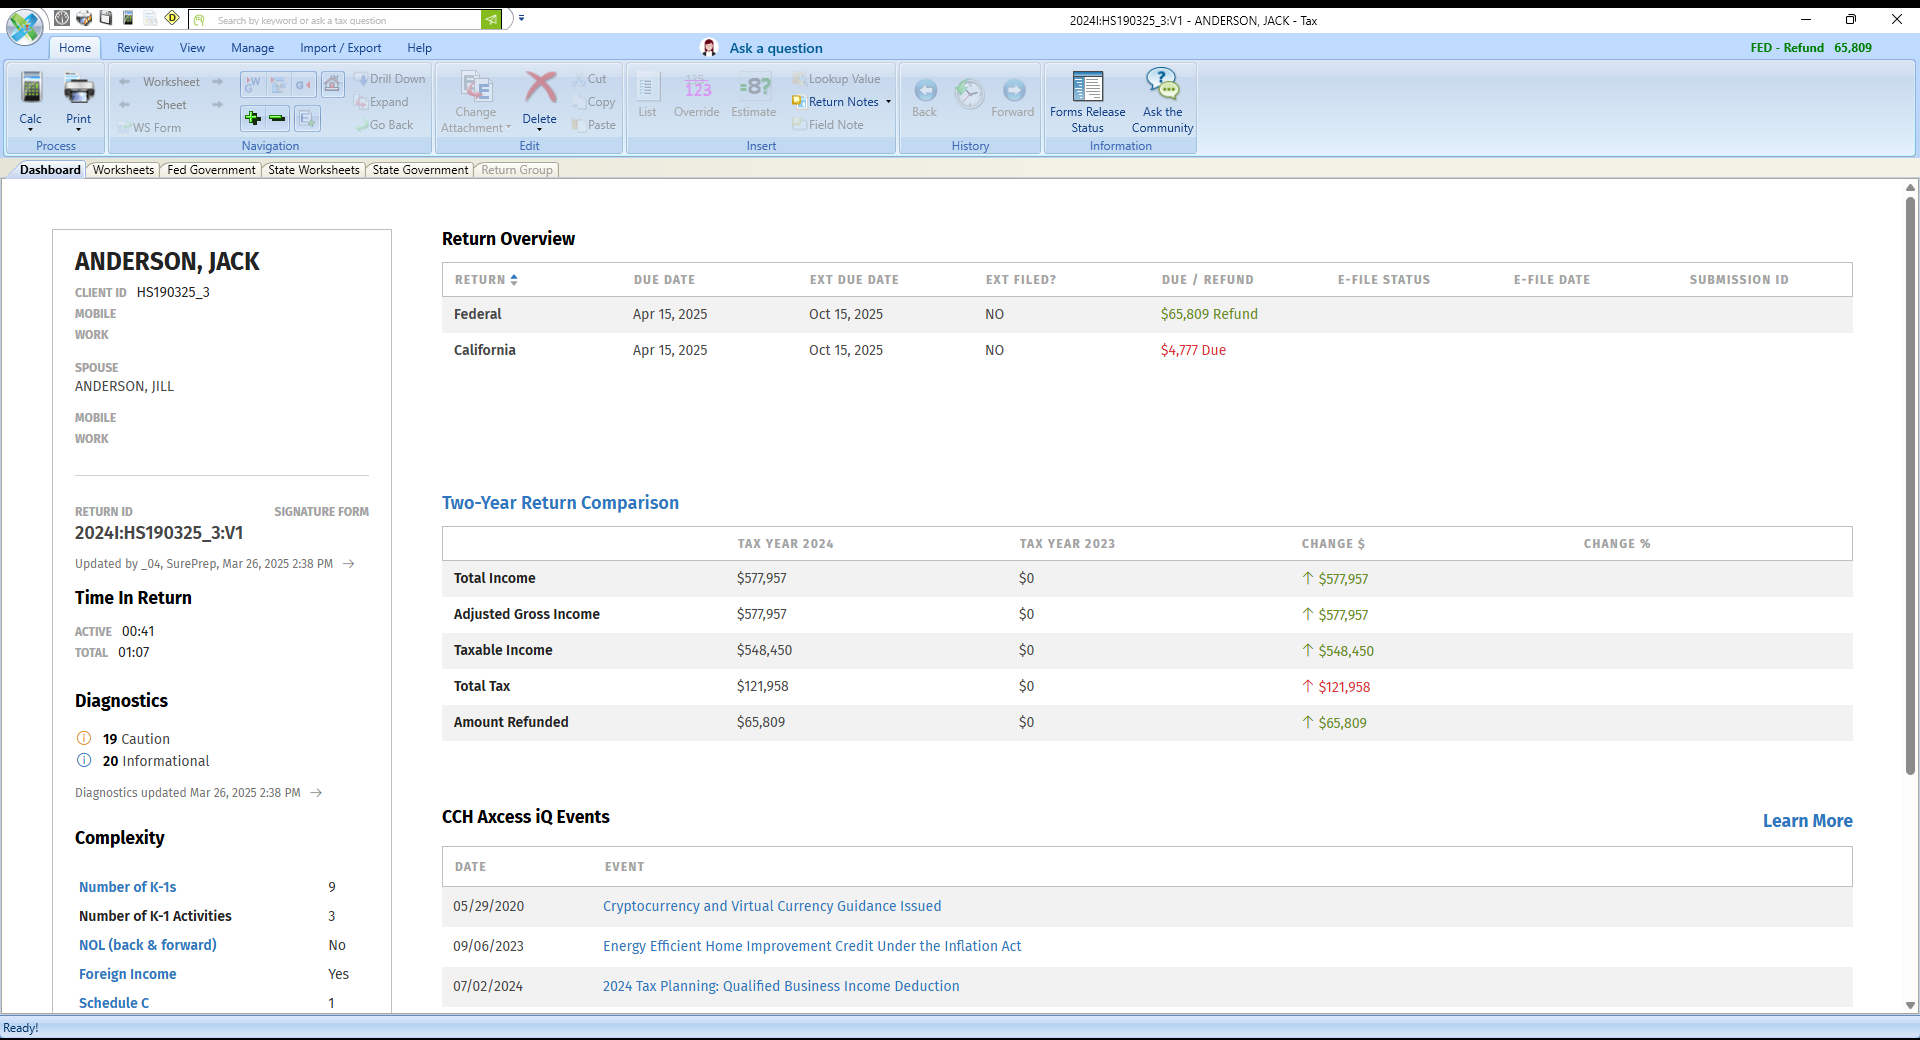 Search by keyword or ask a tax question
2024I:HS190325_3:V1 - ANDERSON, JACK - Tax
Home Review View Manage Import / Export Help
Ask a question
FED - Refund 65,809
Calc
Print
Process
Worksheet
Sheet
WS Form
Drill Down
Expand
Go Back
Navigation
Change
Attachment
Delete
Cut
Copy
Paste
Edit
List
Override
Estimate
Lookup Value
Return Notes
Field Note
Insert
Back
Forward
History
Forms Release
Status
Ask the
Community
Information
Dashboard Worksheets Fed Government State Worksheets State Government Return Group
ANDERSON, JACK
CLIENT ID HS190325_3
MOBILE
WORK
SPOUSE
ANDERSON, JILL
MOBILE
WORK
RETURN ID SIGNATURE FORM
2024I:HS190325_3:V1
Updated by _04, SurePrep, Mar 26, 2025 2:38 PM
Time In Return
ACTIVE 00:41
TOTAL 01:07
Diagnostics
19 Caution
20 Informational
Diagnostics updated Mar 26, 2025 2:38 PM
Complexity
Number of K-1s 9
Number of K-1 Activities 3
NOL (back & forward) No
Foreign Income Yes
Schedule C 1
Return Overview
RETURN DUE DATE EXT DUE DATE EXT FILED? DUE / REFUND E-FILE STATUS E-FILE DATE SUBMISSION ID
Federal Apr 15, 2025 Oct 15, 2025 NO $65,809 Refund
California Apr 15, 2025 Oct 15, 2025 NO $4,777 Due
Two-Year Return Comparison
TAX YEAR 2024 TAX YEAR 2023 CHANGE $ CHANGE %
Total Income $577,957 $0 ↑ $577,957
Adjusted Gross Income $577,957 $0 ↑ $577,957
Taxable Income $548,450 $0 ↑ $548,450
Total Tax $121,958 $0 ↑ $121,958
Amount Refunded $65,809 $0 ↑ $65,809
CCH Axcess iQ Events
Learn More
DATE EVENT
05/29/2020 Cryptocurrency and Virtual Currency Guidance Issued
09/06/2023 Energy Efficient Home Improvement Credit Under the Inflation Act
07/02/2024 2024 Tax Planning: Qualified Business Income Deduction
Ready!